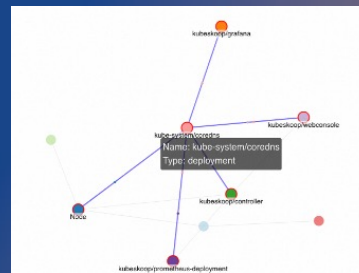 kubeskoop/grafana
kubeskoop/webconsole
kube-system/coredns
Name: kube-system/coredns
Type: deployment
kubeskoop/controller
Node
kubeskoop/prometheus-deployment